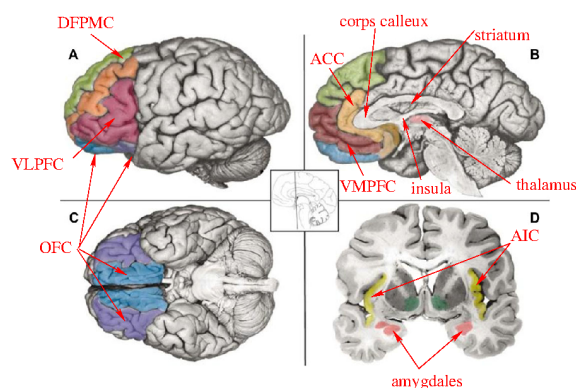 DFPMC
A
VLPFC
corps calleux
striatum
B
ACC
VMPFC
insula
thalamus
C
OFC
D
AIC
amygdales